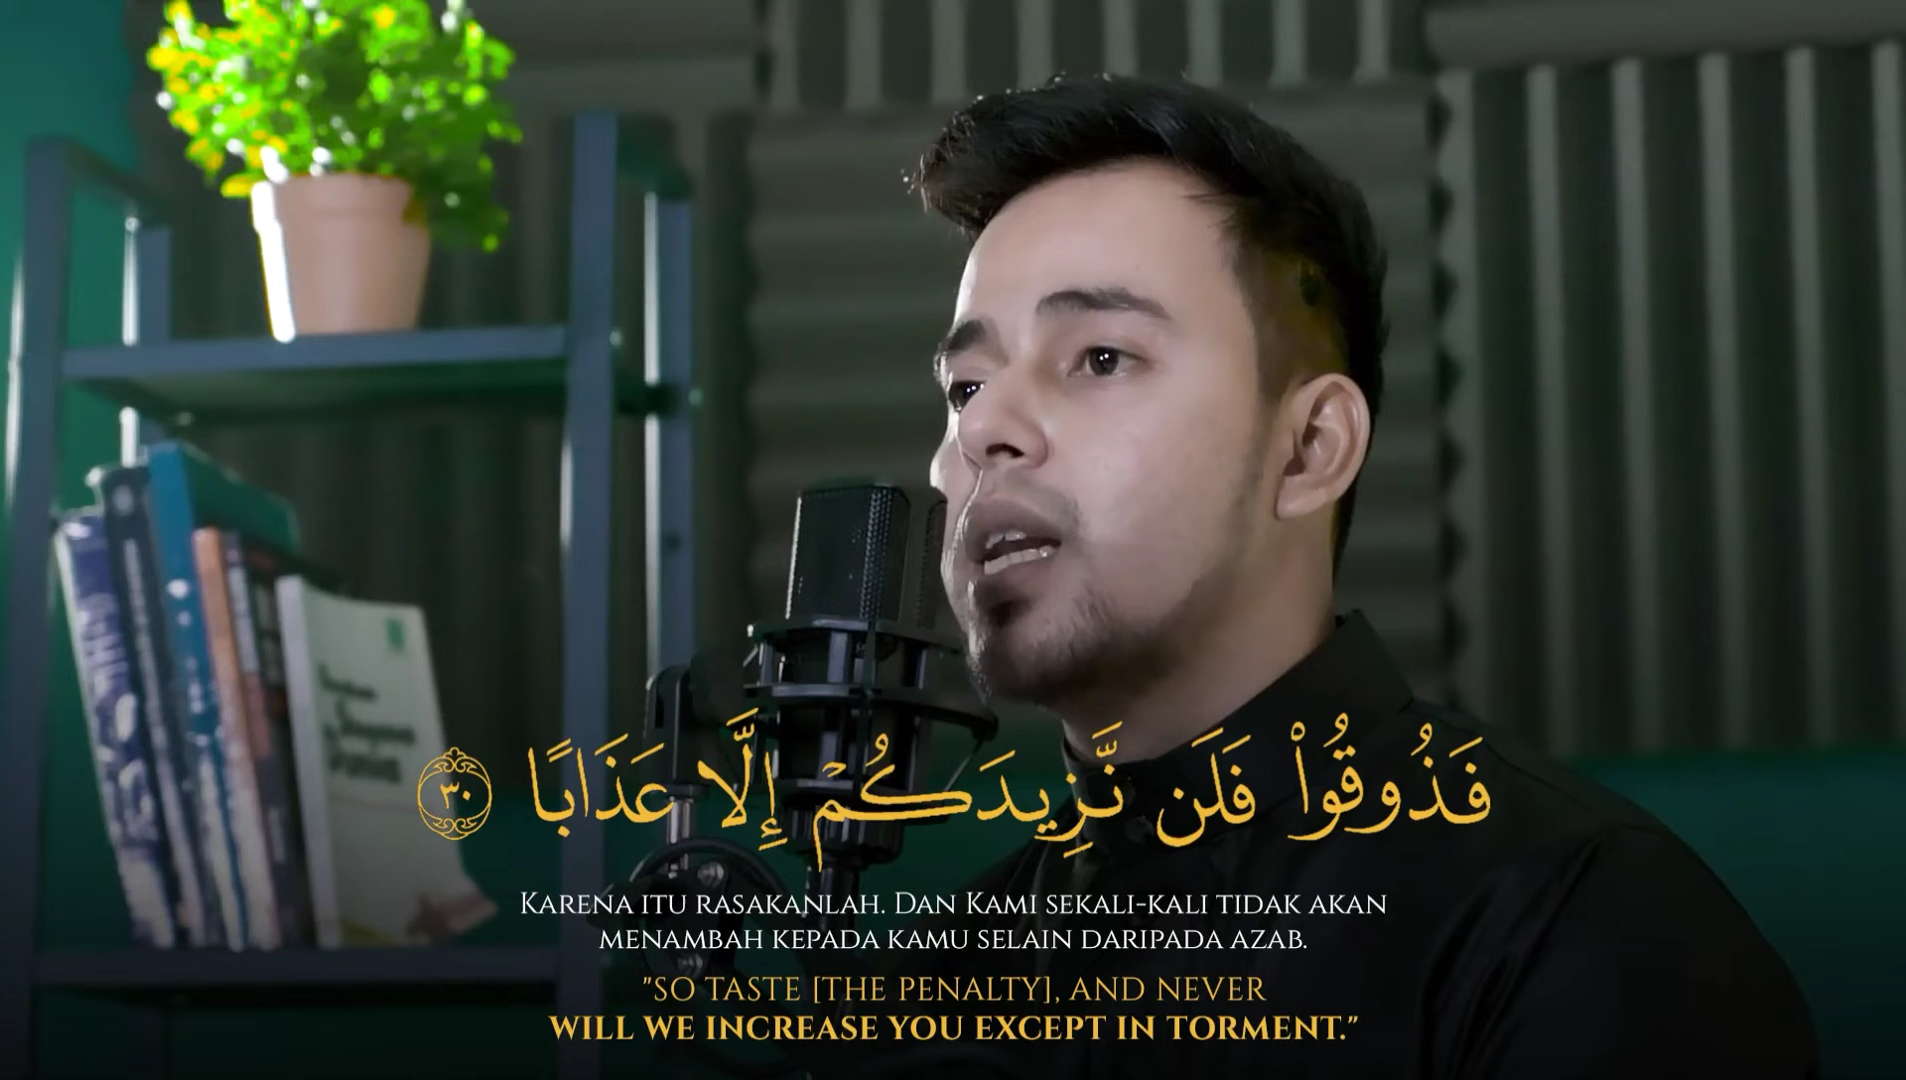 فَذُوقُوا۟ فَلَن نَّزِيدَكُمْ إِلَّا عَذَابًا ٣٠
Karena itu rasakanlah. Dan Kami sekali-kali tidak akan
menambah kepada kamu selain daripada azab.
"SO TASTE [THE PENALTY], AND NEVER
WILL WE INCREASE YOU EXCEPT IN TORMENT."